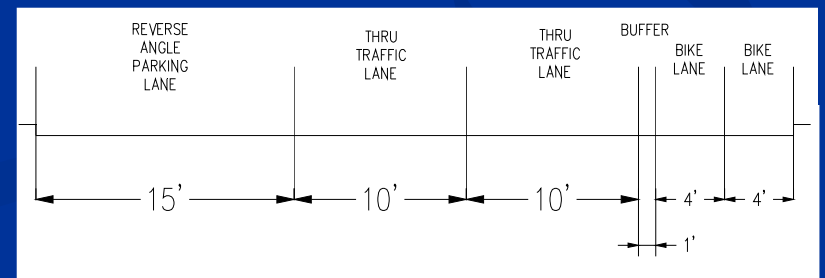 REVERSE
ANGLE
PARKING
LANE
THRU
TRAFFIC
LANE
THRU
TRAFFIC
LANE
BUFFER
BIKE
LANE
BIKE
LANE
15'
10'
10'
4'
4'
1'